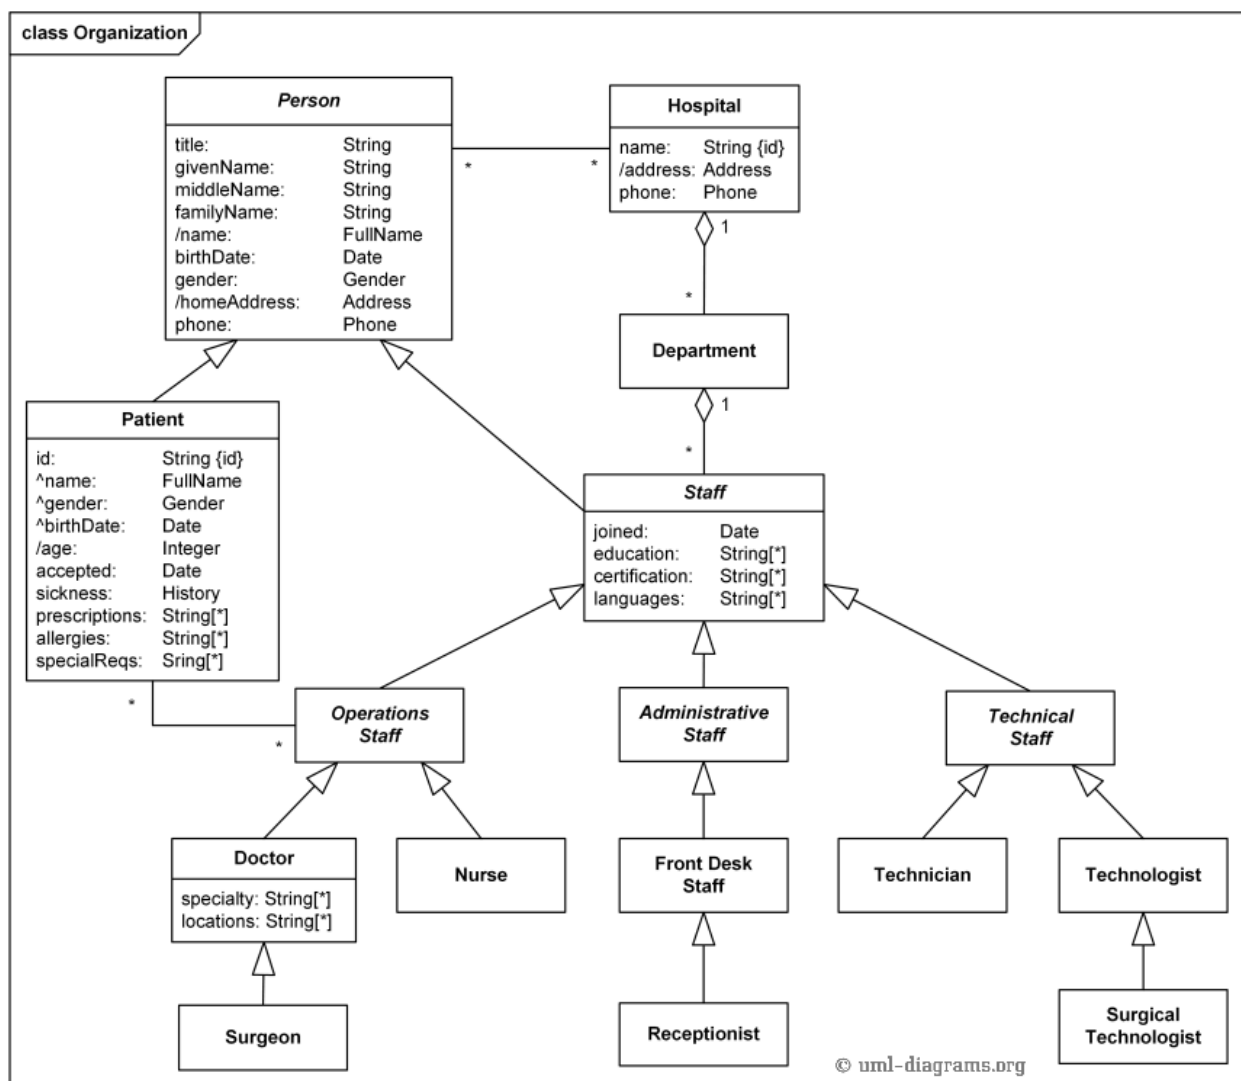 class Organization
Person
title: String
givenName: String
middleName: String
familyName: String
/name: FullName
birthDate: Date
gender: Gender
/homeAddress: Address
phone: Phone
*
*
Hospital
name: String {id}
/address: Address
phone: Phone
1
*
Department
1
*
Patient
id: String {id}
^name: FullName
^gender: Gender
^birthDate: Date
/age: Integer
accepted: Date
sickness: History
prescriptions: String[*]
allergies: String[*]
specialReqs: Sring[*]
*
*
Staff
joined: Date
education: String[*]
certification: String[*]
languages: String[*]
Operations
Staff
Administrative
Staff
Technical
Staff
Doctor
specialty: String[*]
locations: String[*]
Nurse
Front Desk
Staff
Technician
Technologist
Surgeon
Receptionist
Surgical
Technologist
© uml-diagrams.org